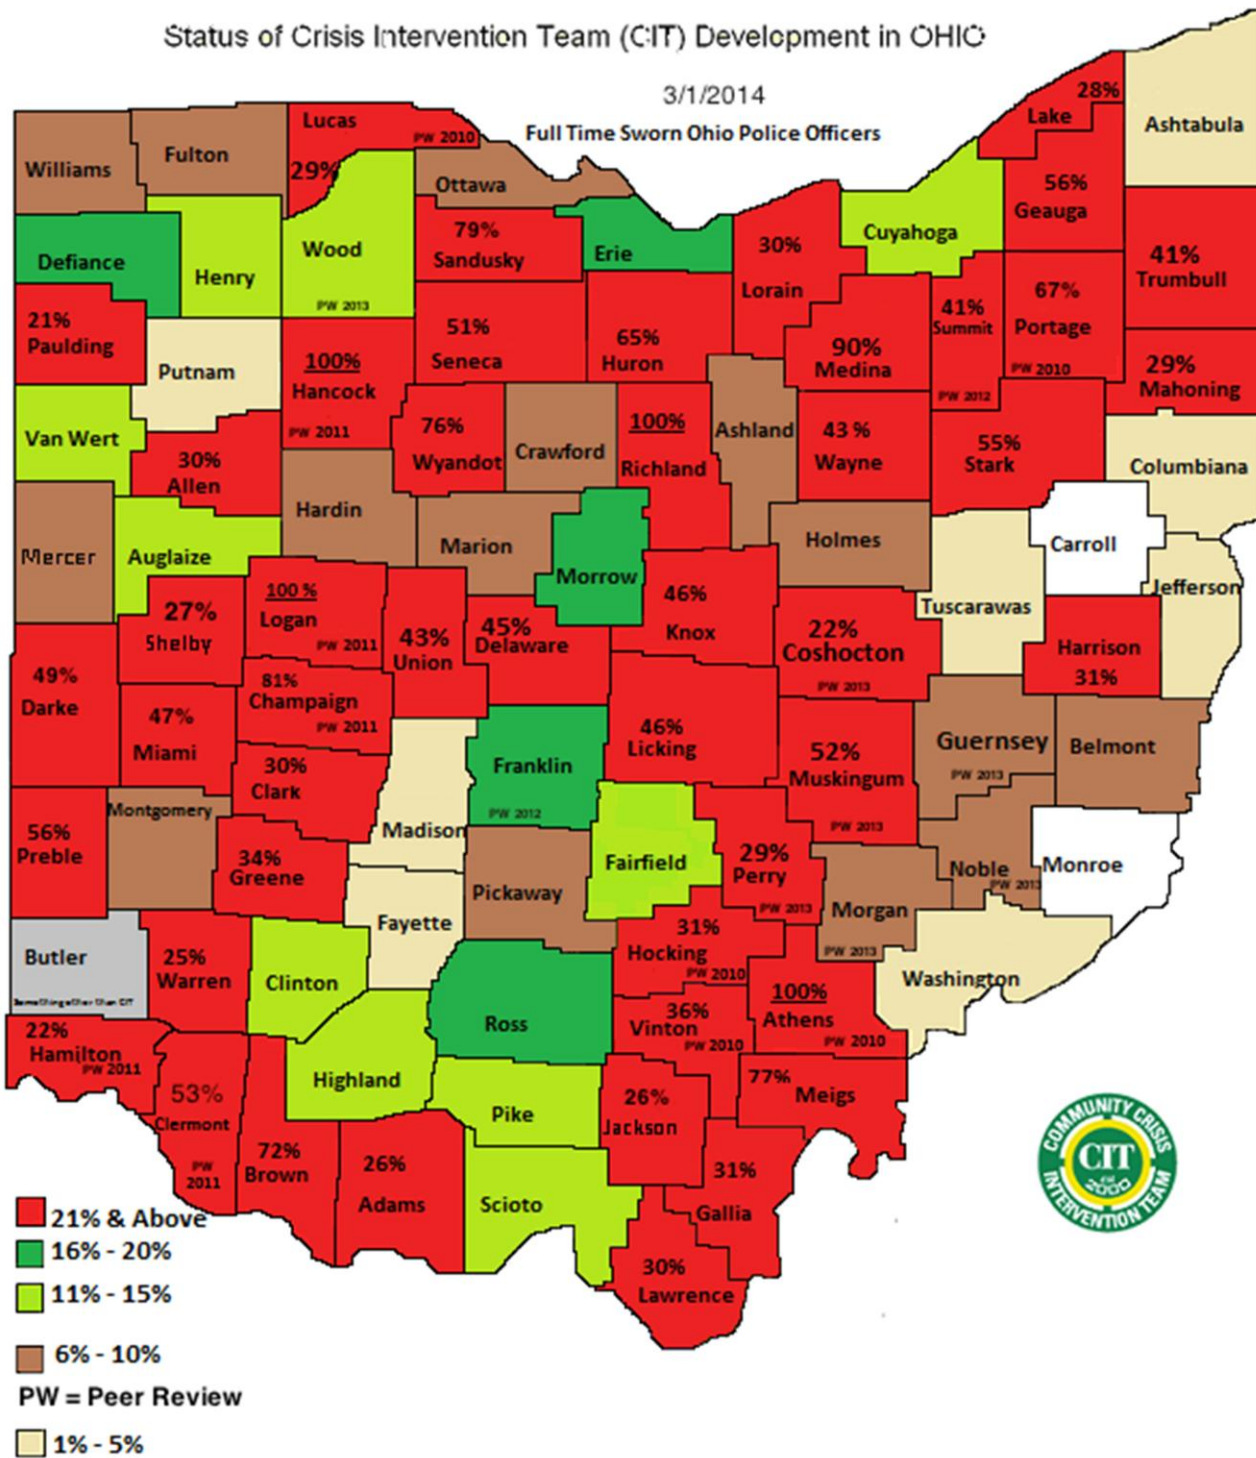 Status of Crisis Intervention Team (CIT) Development in OHIO
3/1/2014
Full Time Sworn Ohio Police Officers
Williams
Fulton
Lucas
PW 2010
29%
Ottawa
28%
Lake
Ashtabula
56%
Geauga
Defiance
Henry
Wood
PW 2013
79%
Sandusky
Erie
30%
Lorain
Cuyahoga
41%
Trumbull
21%
Paulding
Putnam
100%
Hancock
PW 2011
51%
Seneca
65%
Huron
90%
Medina
41%
Summit
PW 2012
67%
Portage
PW 2010
29%
Mahoning
Van Wert
30%
Allen
76%
Wyandot
Crawford
100%
Richland
Ashland
43 %
Wayne
55%
Stark
Columbiana
Mercer
Auglaize
Hardin
Marion
Morrow
Holmes
Tuscarawas
Carroll
Jefferson
27%
Shelby
100 %
Logan
PW 2011
43%
Union
45%
Delaware
46%
Knox
22%
Coshocton
PW 2013
Harrison
31%
49%
Darke
47%
Miami
81%
Champaign
PW 2011
30%
Clark
Madison
Franklin
PW 2012
46%
Licking
52%
Muskingum
PW 2013
Guernsey
PW 2013
Belmont
56%
Preble
Montgomery
34%
Greene
Fayette
Pickaway
Fairfield
29%
Perry
PW 2013
Morgan
PW 2013
Noble
PW 2013
Monroe
Butler
Something other than CIT
25%
Warren
Clinton
Ross
31%
Hocking
PW 2010
100%
Athens
PW 2010
Washington
22%
Hamilton
PW 2011
53%
Clermont
PW
2011
72%
Brown
Highland
26%
Adams
Pike
Scioto
36%
Vinton
PW 2010
26%
Jackson
77%
Meigs
31%
Gallia
30%
Lawrence
COMMUNITY CRISIS
CIT
est
2000
INTERVENTION TEAM
21% & Above
16% - 20%
11% - 15%
6% - 10%
PW = Peer Review
1% - 5%